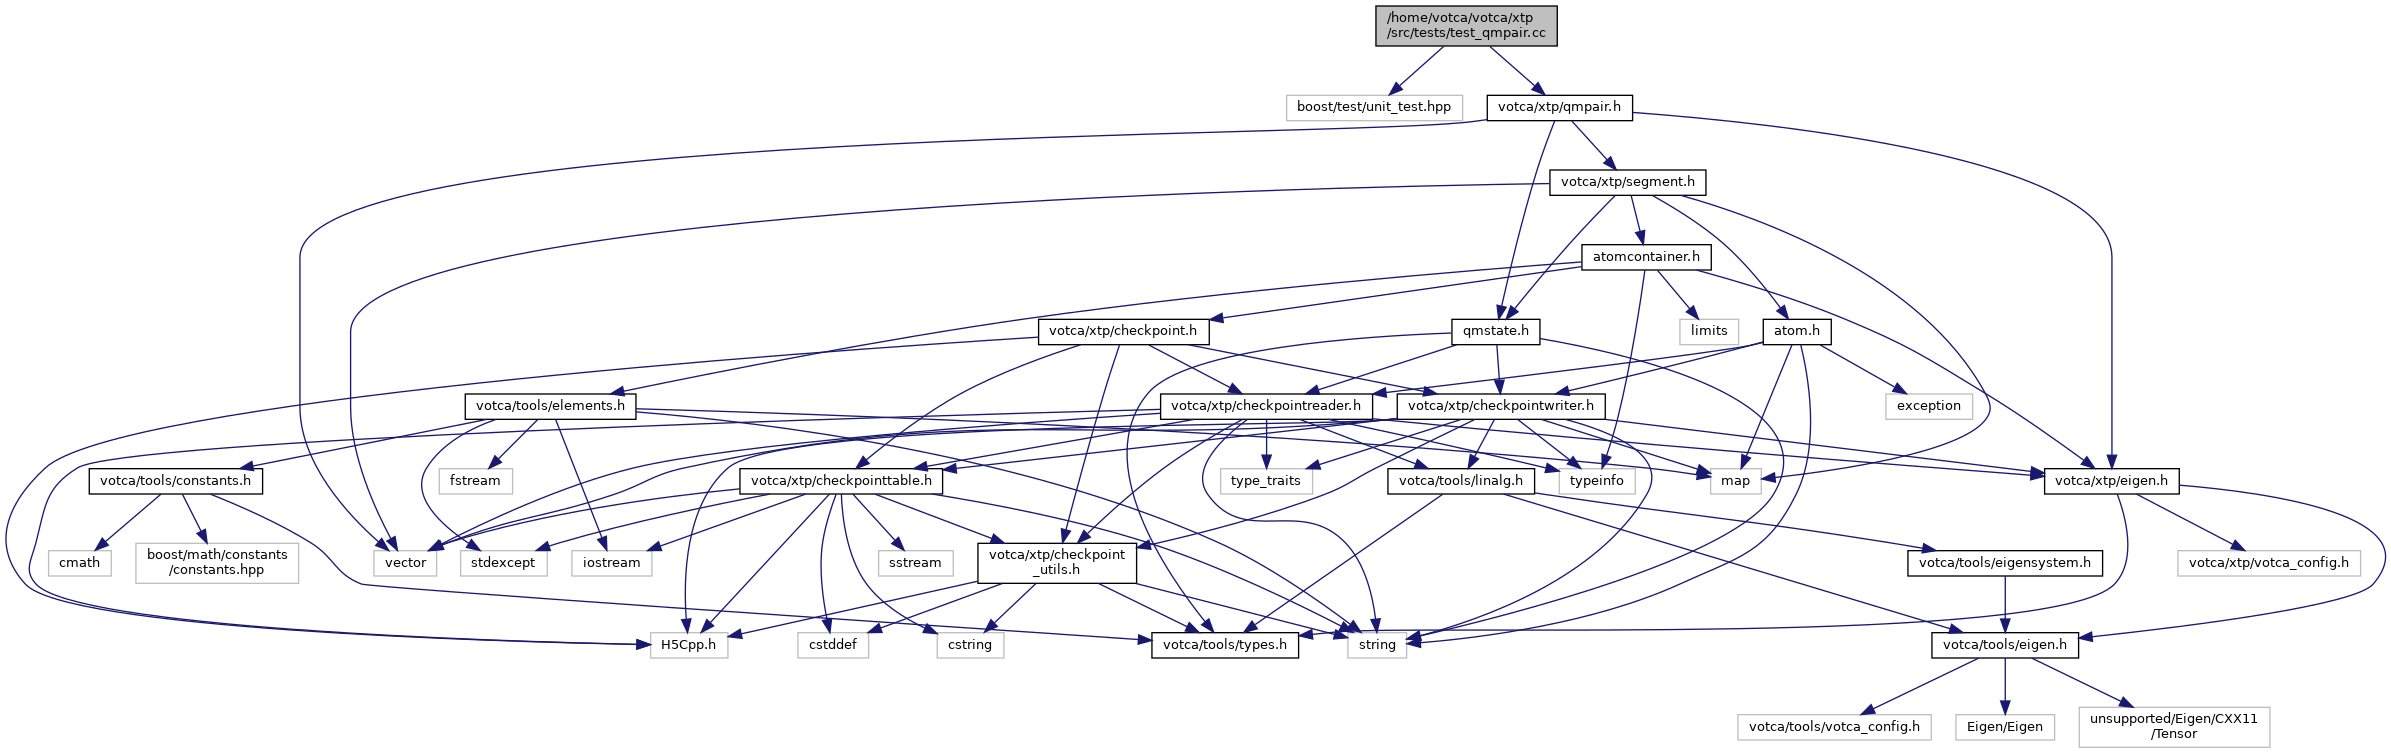 /home/votca/votca/xtp
/src/tests/test_qmpair.cc
boost/test/unit_test.hpp
votca/xtp/qmpair.h
votca/xtp/segment.h
atomcontainer.h
votca/xtp/checkpoint.h
qmstate.h
limits
atom.h
votca/tools/elements.h
votca/xtp/checkpointreader.h
votca/xtp/checkpointwriter.h
exception
votca/tools/constants.h
fstream
votca/xtp/checkpointtable.h
type_traits
votca/tools/linalg.h
typeinfo
map
votca/xtp/eigen.h
cmath
boost/math/constants
/constants.hpp
vector
stdexcept
iostream
sstream
votca/xtp/checkpoint
_utils.h
votca/tools/eigensystem.h
votca/xtp/votca_config.h
H5Cpp.h
cstddef
cstring
votca/tools/types.h
string
votca/tools/eigen.h
votca/tools/votca_config.h
Eigen/Eigen
unsupported/Eigen/CXX11
/Tensor